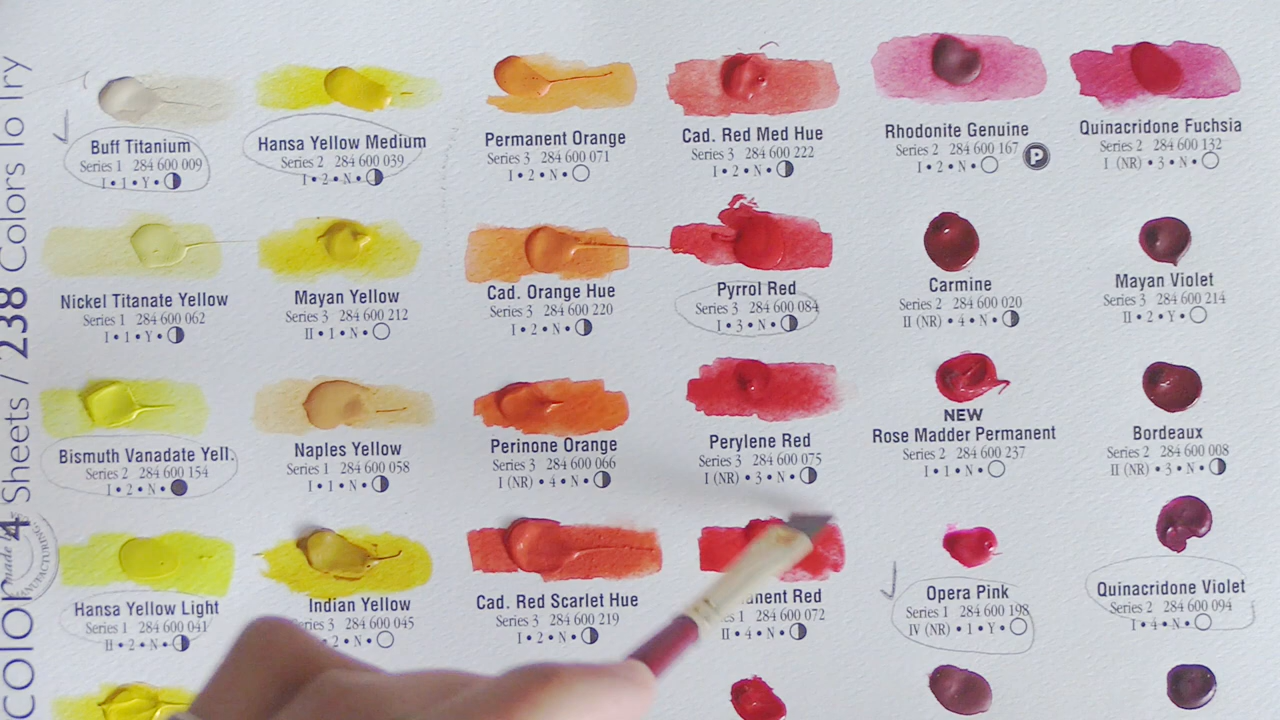 color 4 Sheets / 238 Colors To Try
Buff Titanium
Series 1 284 600 009
I • 1 • Y •
Hansa Yellow Medium
Series 2 284 600 039
I • 2 • N •
Permanent Orange
Series 3 284 600 071
I • 2 • N •
Cad. Red Med Hue
Series 3 284 600 222
I • 2 • N •
Rhodonite Genuine
Series 2 284 600 167
I • 2 • N •
P
Quinacridone Fuchsia
Series 2 284 600 132
I (NR) • 3 • N •
Nickel Titanate Yellow
Series 1 284 600 062
I • 1 • Y •
Mayan Yellow
Series 3 284 600 212
II • 1 • N •
Cad. Orange Hue
Series 3 284 600 220
I • 2 • N •
Pyrrol Red
Series 3 284 600 084
I • 3 • N •
Carmine
Series 2 284 600 020
II (NR) • 4 • N •
Mayan Violet
Series 3 284 600 214
II • 2 • Y •
Bismuth Vanadate Yell.
Series 2 284 600 154
I • 2 • N •
Naples Yellow
Series 1 284 600 058
I • 1 • N •
Perinone Orange
Series 3 284 600 066
I (NR) • 4 • N •
Perylene Red
Series 3 284 600 075
I (NR) • 3 • N •
NEW
Rose Madder Permanent
Series 2 284 600 237
I • 1 • N •
Bordeaux
Series 2 284 600 008
II (NR) • 3 • N •
Hansa Yellow Light
Series 1 284 600 041
II • 2 • N •
Indian Yellow
3 284 600 045
2 • N •
Cad. Red Scarlet Hue
Series 3 284 600 219
I • 2 • N •
Red
284 600 072
II • 4 • N •
Opera Pink
Series 1 284 600 198
IV (NR) • 1 • Y •
Quinacridone Violet
Series 2 284 600 094
I • 4 • N •